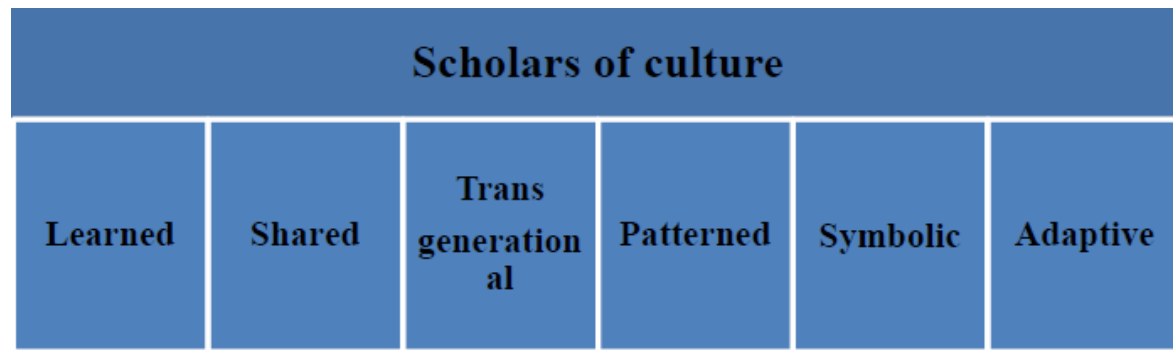 Scholars of culture
Learned
Shared
Trans
generation
al
Patterned
Symbolic
Adaptive